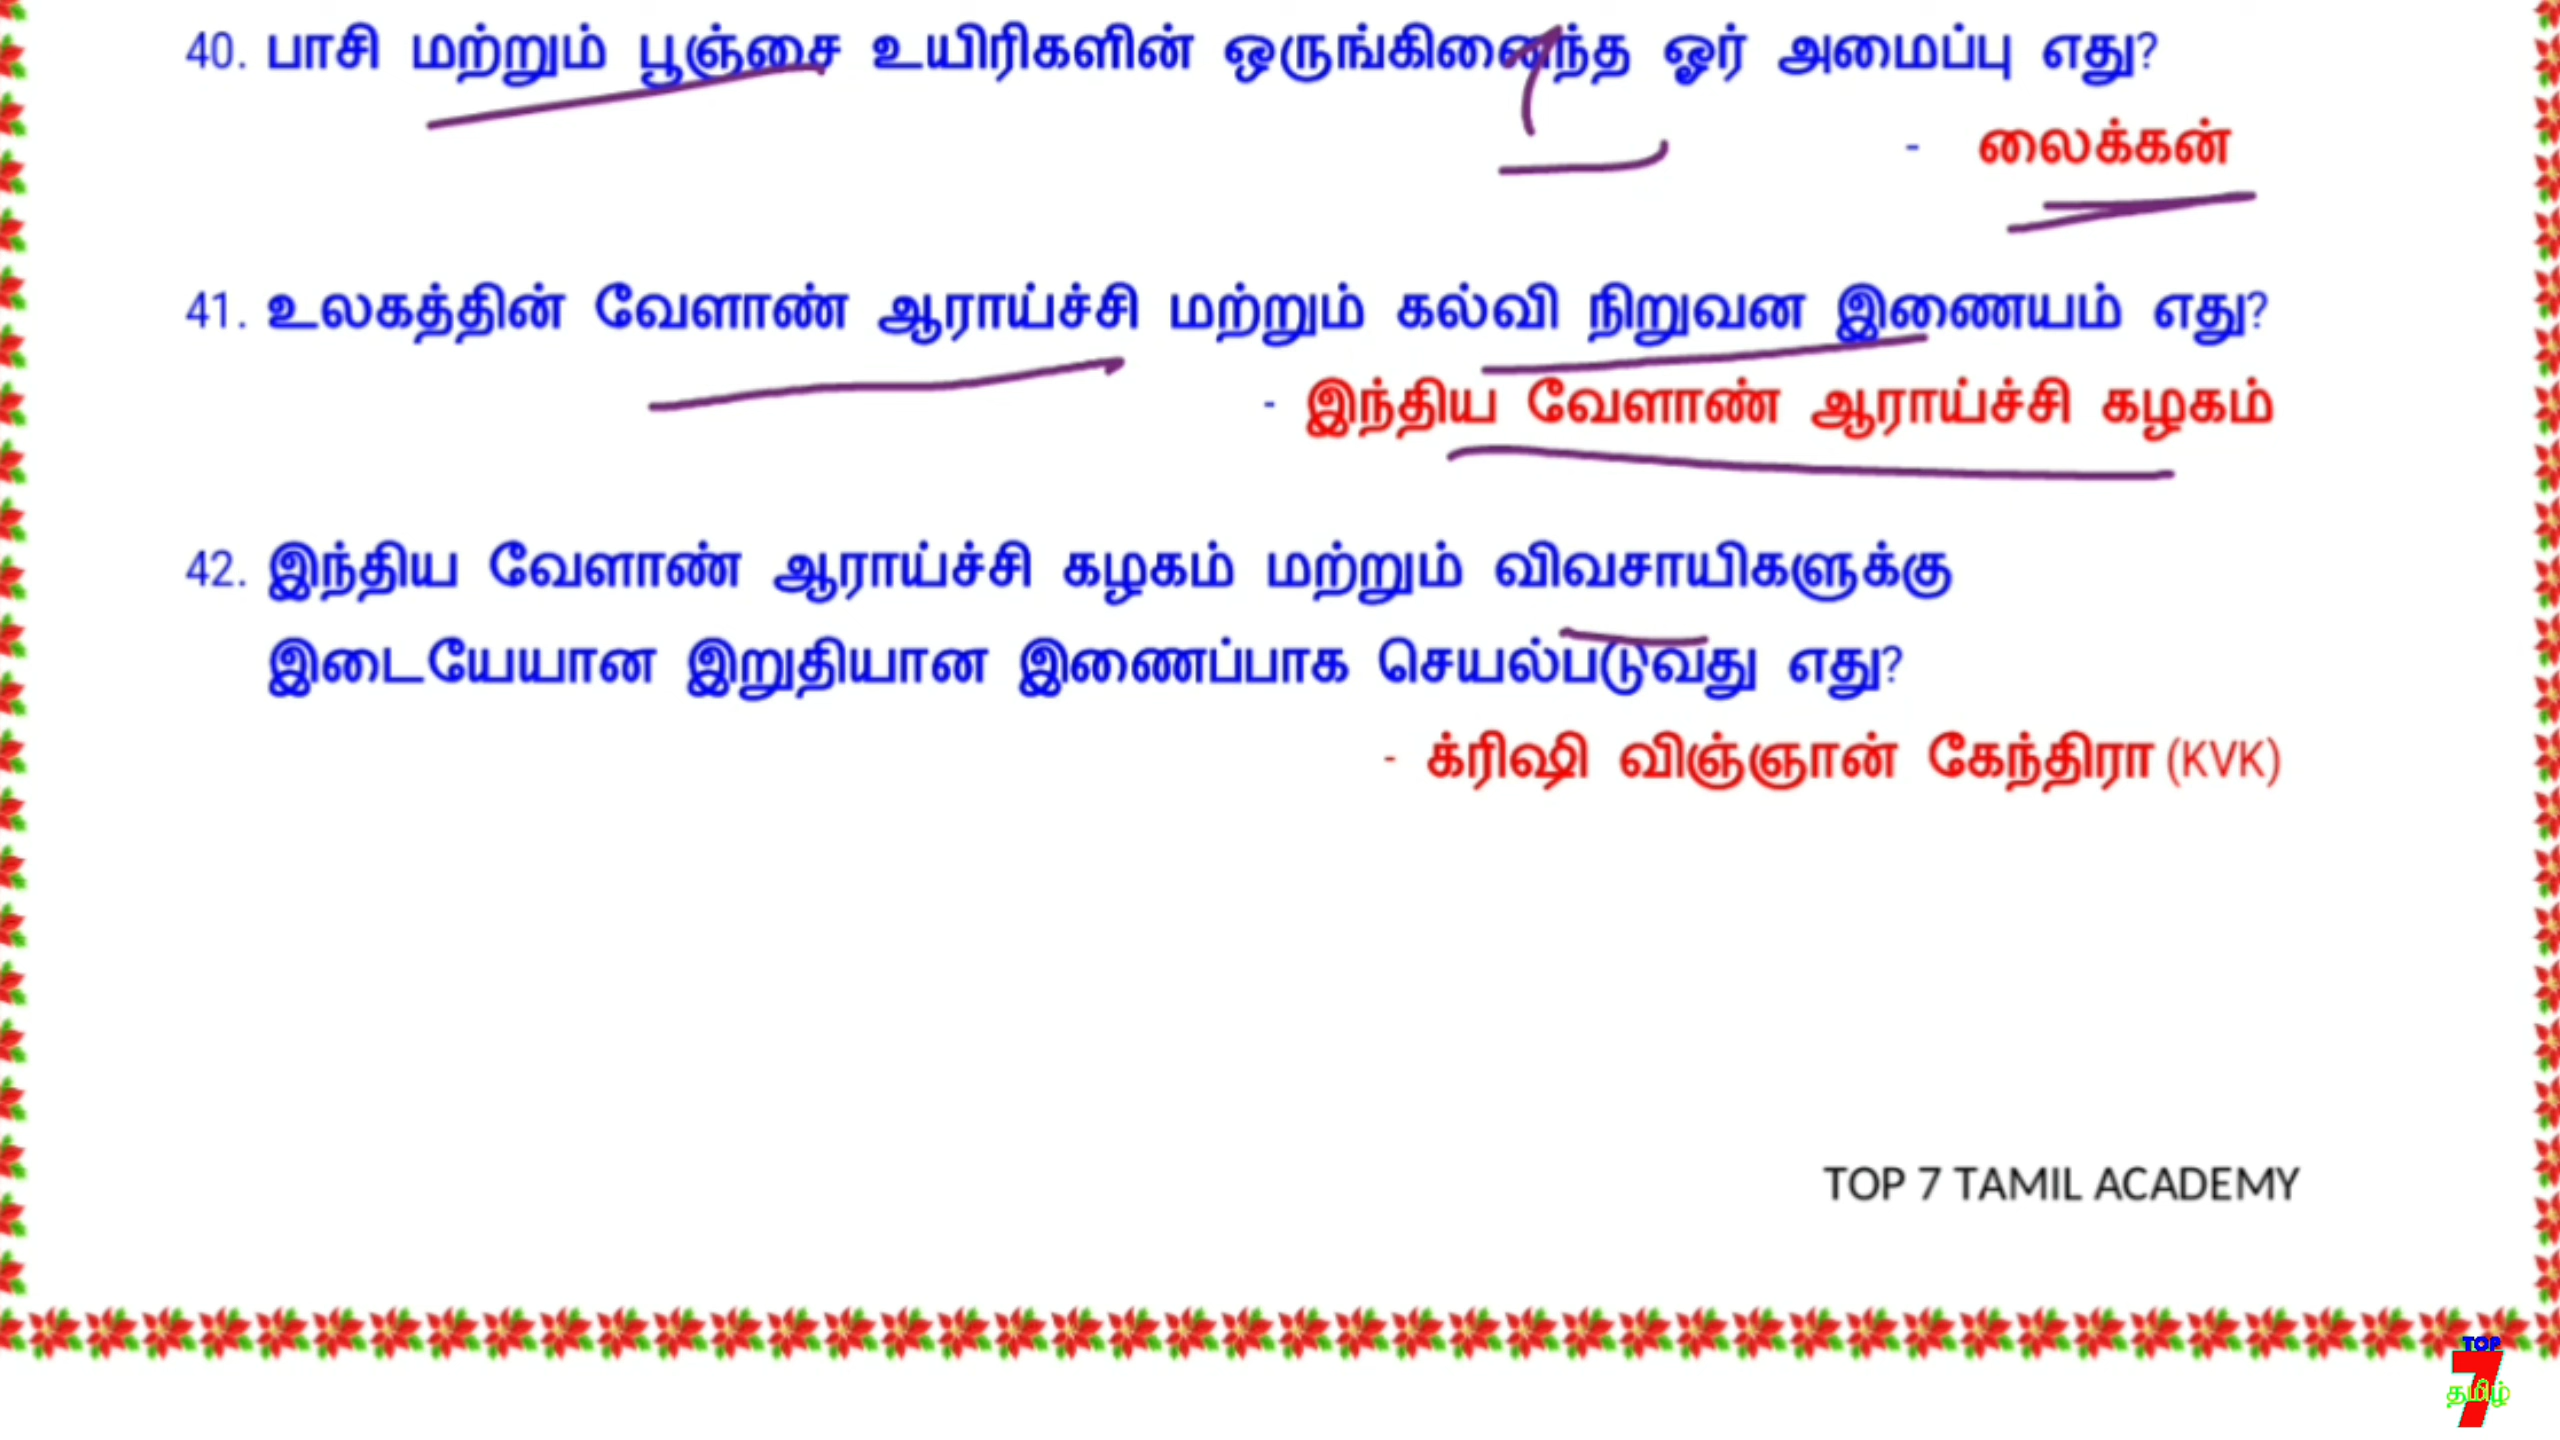 40. பாசி மற்றும் பூஞ்சை உயிரிகளின் ஒருங்கினைந்த ஓர் அமைப்பு எது?
- லைக்கன்
41. உலகத்தின் வேளாண் ஆராய்ச்சி மற்றும் கல்வி நிறுவன இணையம் எது?
- இந்திய வேளாண் ஆராய்ச்சி கழகம்
42. இந்திய வேளாண் ஆராய்ச்சி கழகம் மற்றும் விவசாயிகளுக்கு
இடையேயான இறுதியான இணைப்பாக செயல்படுவது எது?
- க்ரிஷி விஞ்ஞான் கேந்திரா (KVK)
TOP 7 TAMIL ACADEMY
TOP
7
தமிழ்